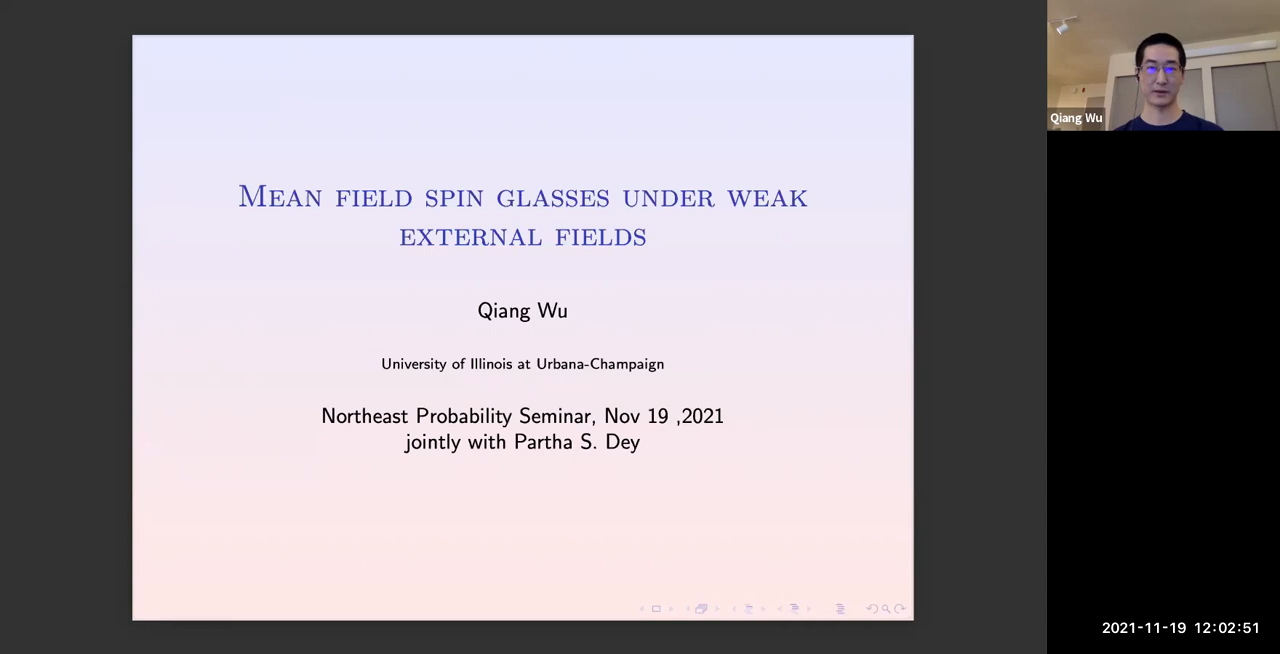 Mean field spin glasses under weak
external fields
Qiang Wu
University of Illinois at Urbana-Champaign
Northeast Probability Seminar, Nov 19 ,2021
jointly with Partha S. Dey
Qiang Wu
2021-11-19 12:02:51